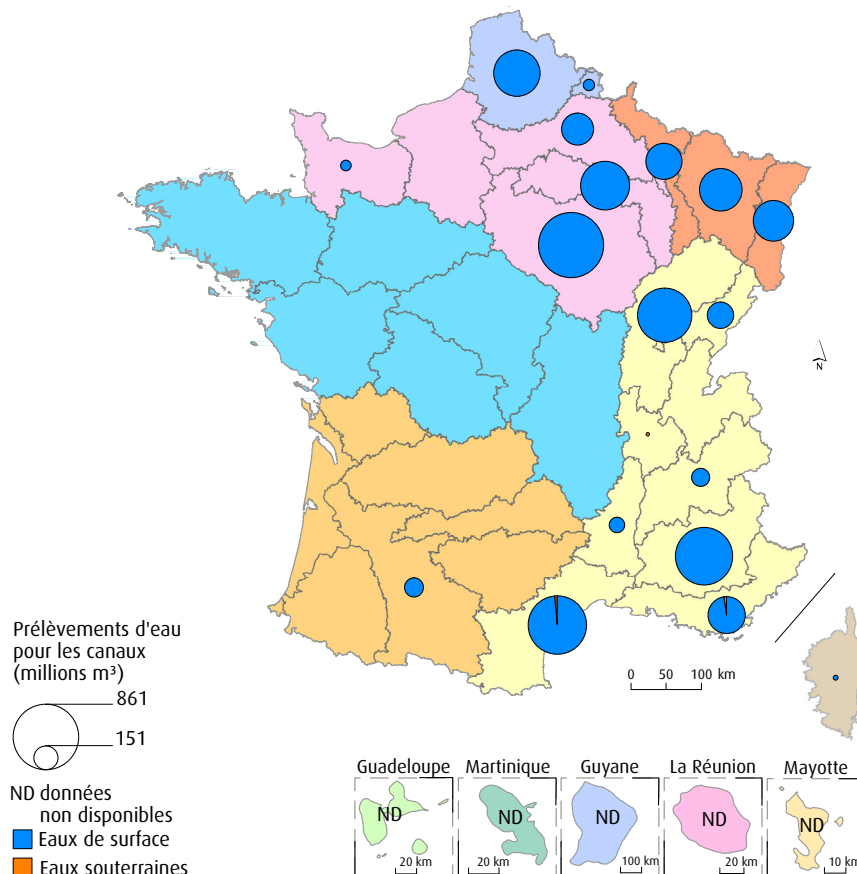 N
0 50 100 km
Prélèvements d'eau
pour les canaux
(millions m³)
861
151
ND données
non disponibles
Eaux de surface
Eaux souterraines
Guadeloupe
ND
20 km
Martinique
ND
20 km
Guyane
ND
100 km
La Réunion
ND
20 km
Mayotte
ND
10 km